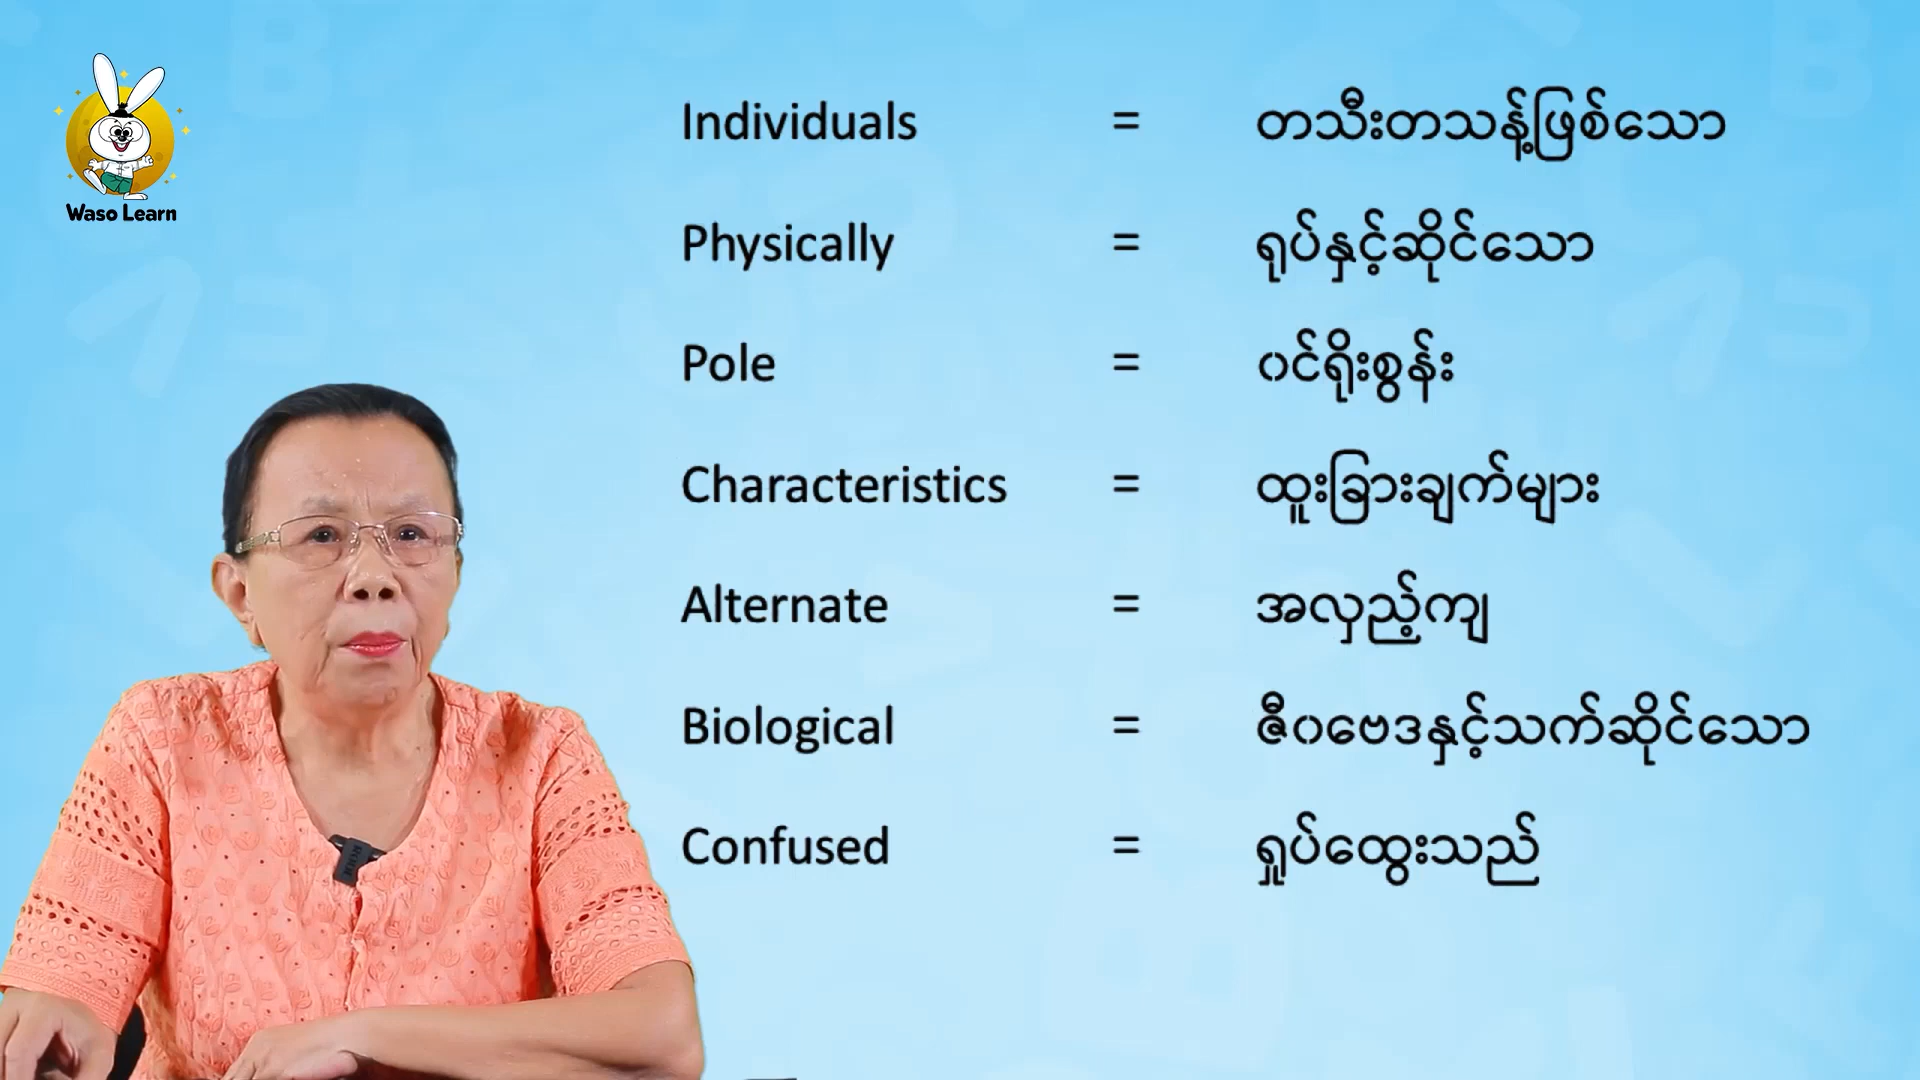 Waso Learn
Individuals = တသီးတသန့်ဖြစ်သော
Physically = ရုပ်နှင့်ဆိုင်သော
Pole = ဝင်ရိုးစွန်း
Characteristics = ထူးခြားချက်များ
Alternate = အလှည့်ကျ
Biological = ဇီဝဗေဒနှင့်သက်ဆိုင်သော
Confused = ရှုပ်ထွေးသည်